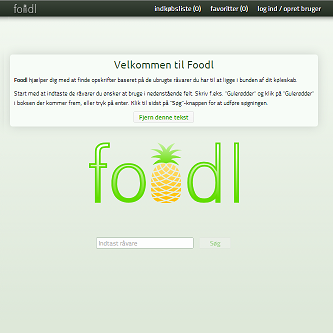 foodl indkøbsliste (0) favoritter (0) log ind / opret bruger
Velkommen til Foodl
Foodl hjælper dig med at finde opskrifter baseret på de ubrugte råvarer du har til at ligge i bunden af dit køleskab.
Start med at indtaste de råvarer du ønsker at bruge i nedenstående felt. Skriv f.eks. "Gulerødder" og klik på "Gulerødder"
i boksen der kommer frem, eller tryk på enter. Klik til sidst på "Søg"-knappen for at udføre søgningen.
Fjern denne tekst
foodl
Indtast råvare Søg